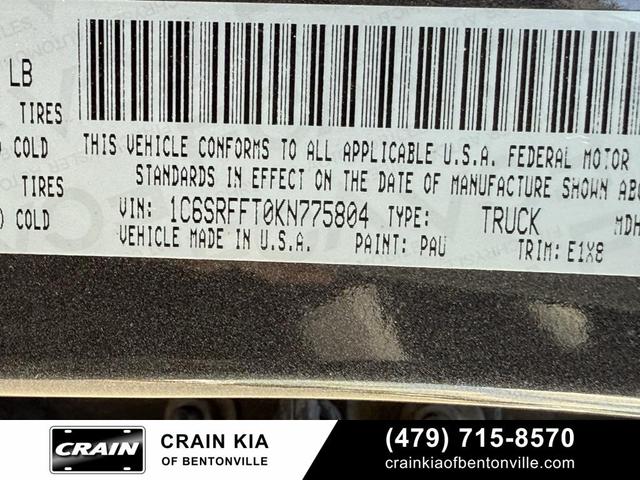 LB
TIRES
COLD
TIRES
COLD
THIS VEHICLE CONFORMS TO ALL APPLICABLE U.S.A. FEDERAL MOTOR
STANDARDS IN EFFECT ON THE DATE OF MANUFACTURE SHOWN ABO
VIN: 1C6SRFFT0KN775804 TYPE: TRUCK MDH
VEHICLE MADE IN U.S.A. PAINT: PAU TRIM: E1X8
CRAIN
CRAIN KIA
OF BENTONVILLE
(479) 715-8570
crainkiaofbentonville.com